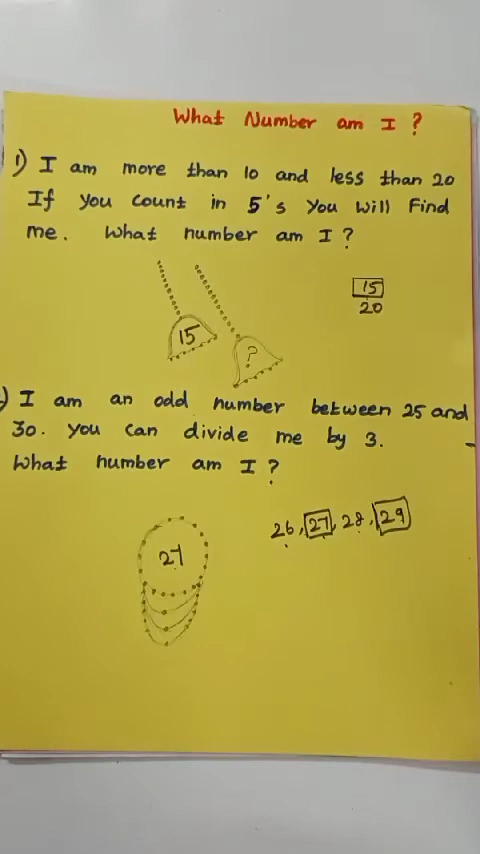 What Number am I ?
1) I am more than 10 and less than 20
If you count in 5's you will Find
me. What number am I ?
15
20
15
?
I am an odd number between 25 and
30. you can divide me by 3.
What number am I ?
26, 27, 28, 29
27